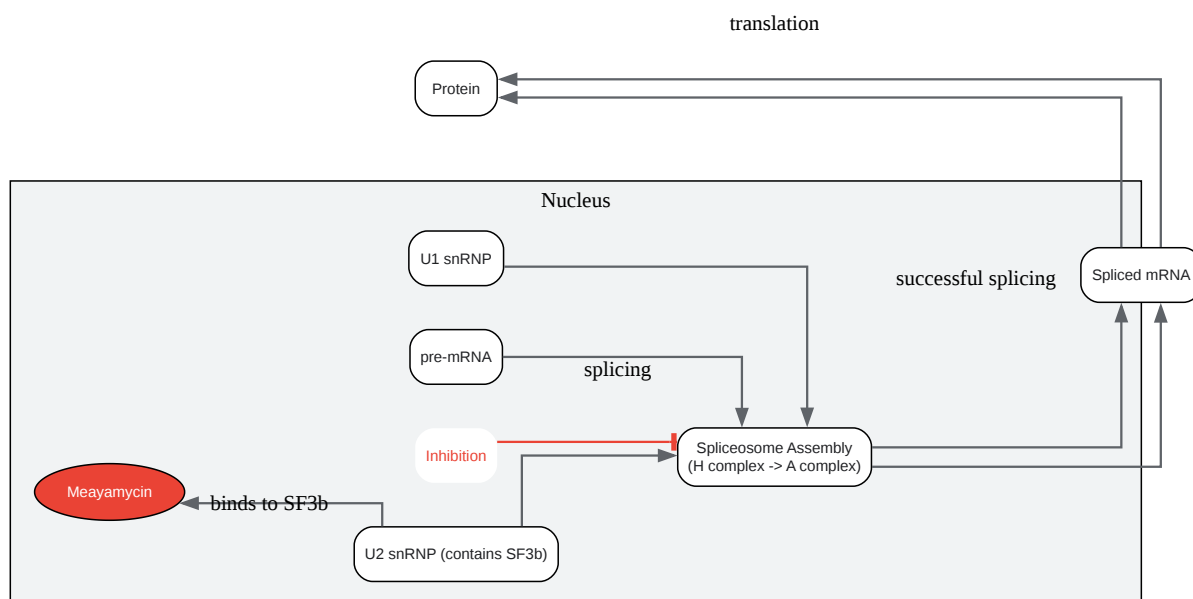 translation
Protein
Nucleus
U1 snRNP
successful splicing
Spliced mRNA
pre-mRNA
splicing
Inhibition
Spliceosome Assembly
(H complex -> A complex)
Meayamycin
binds to SF3b
U2 snRNP (contains SF3b)